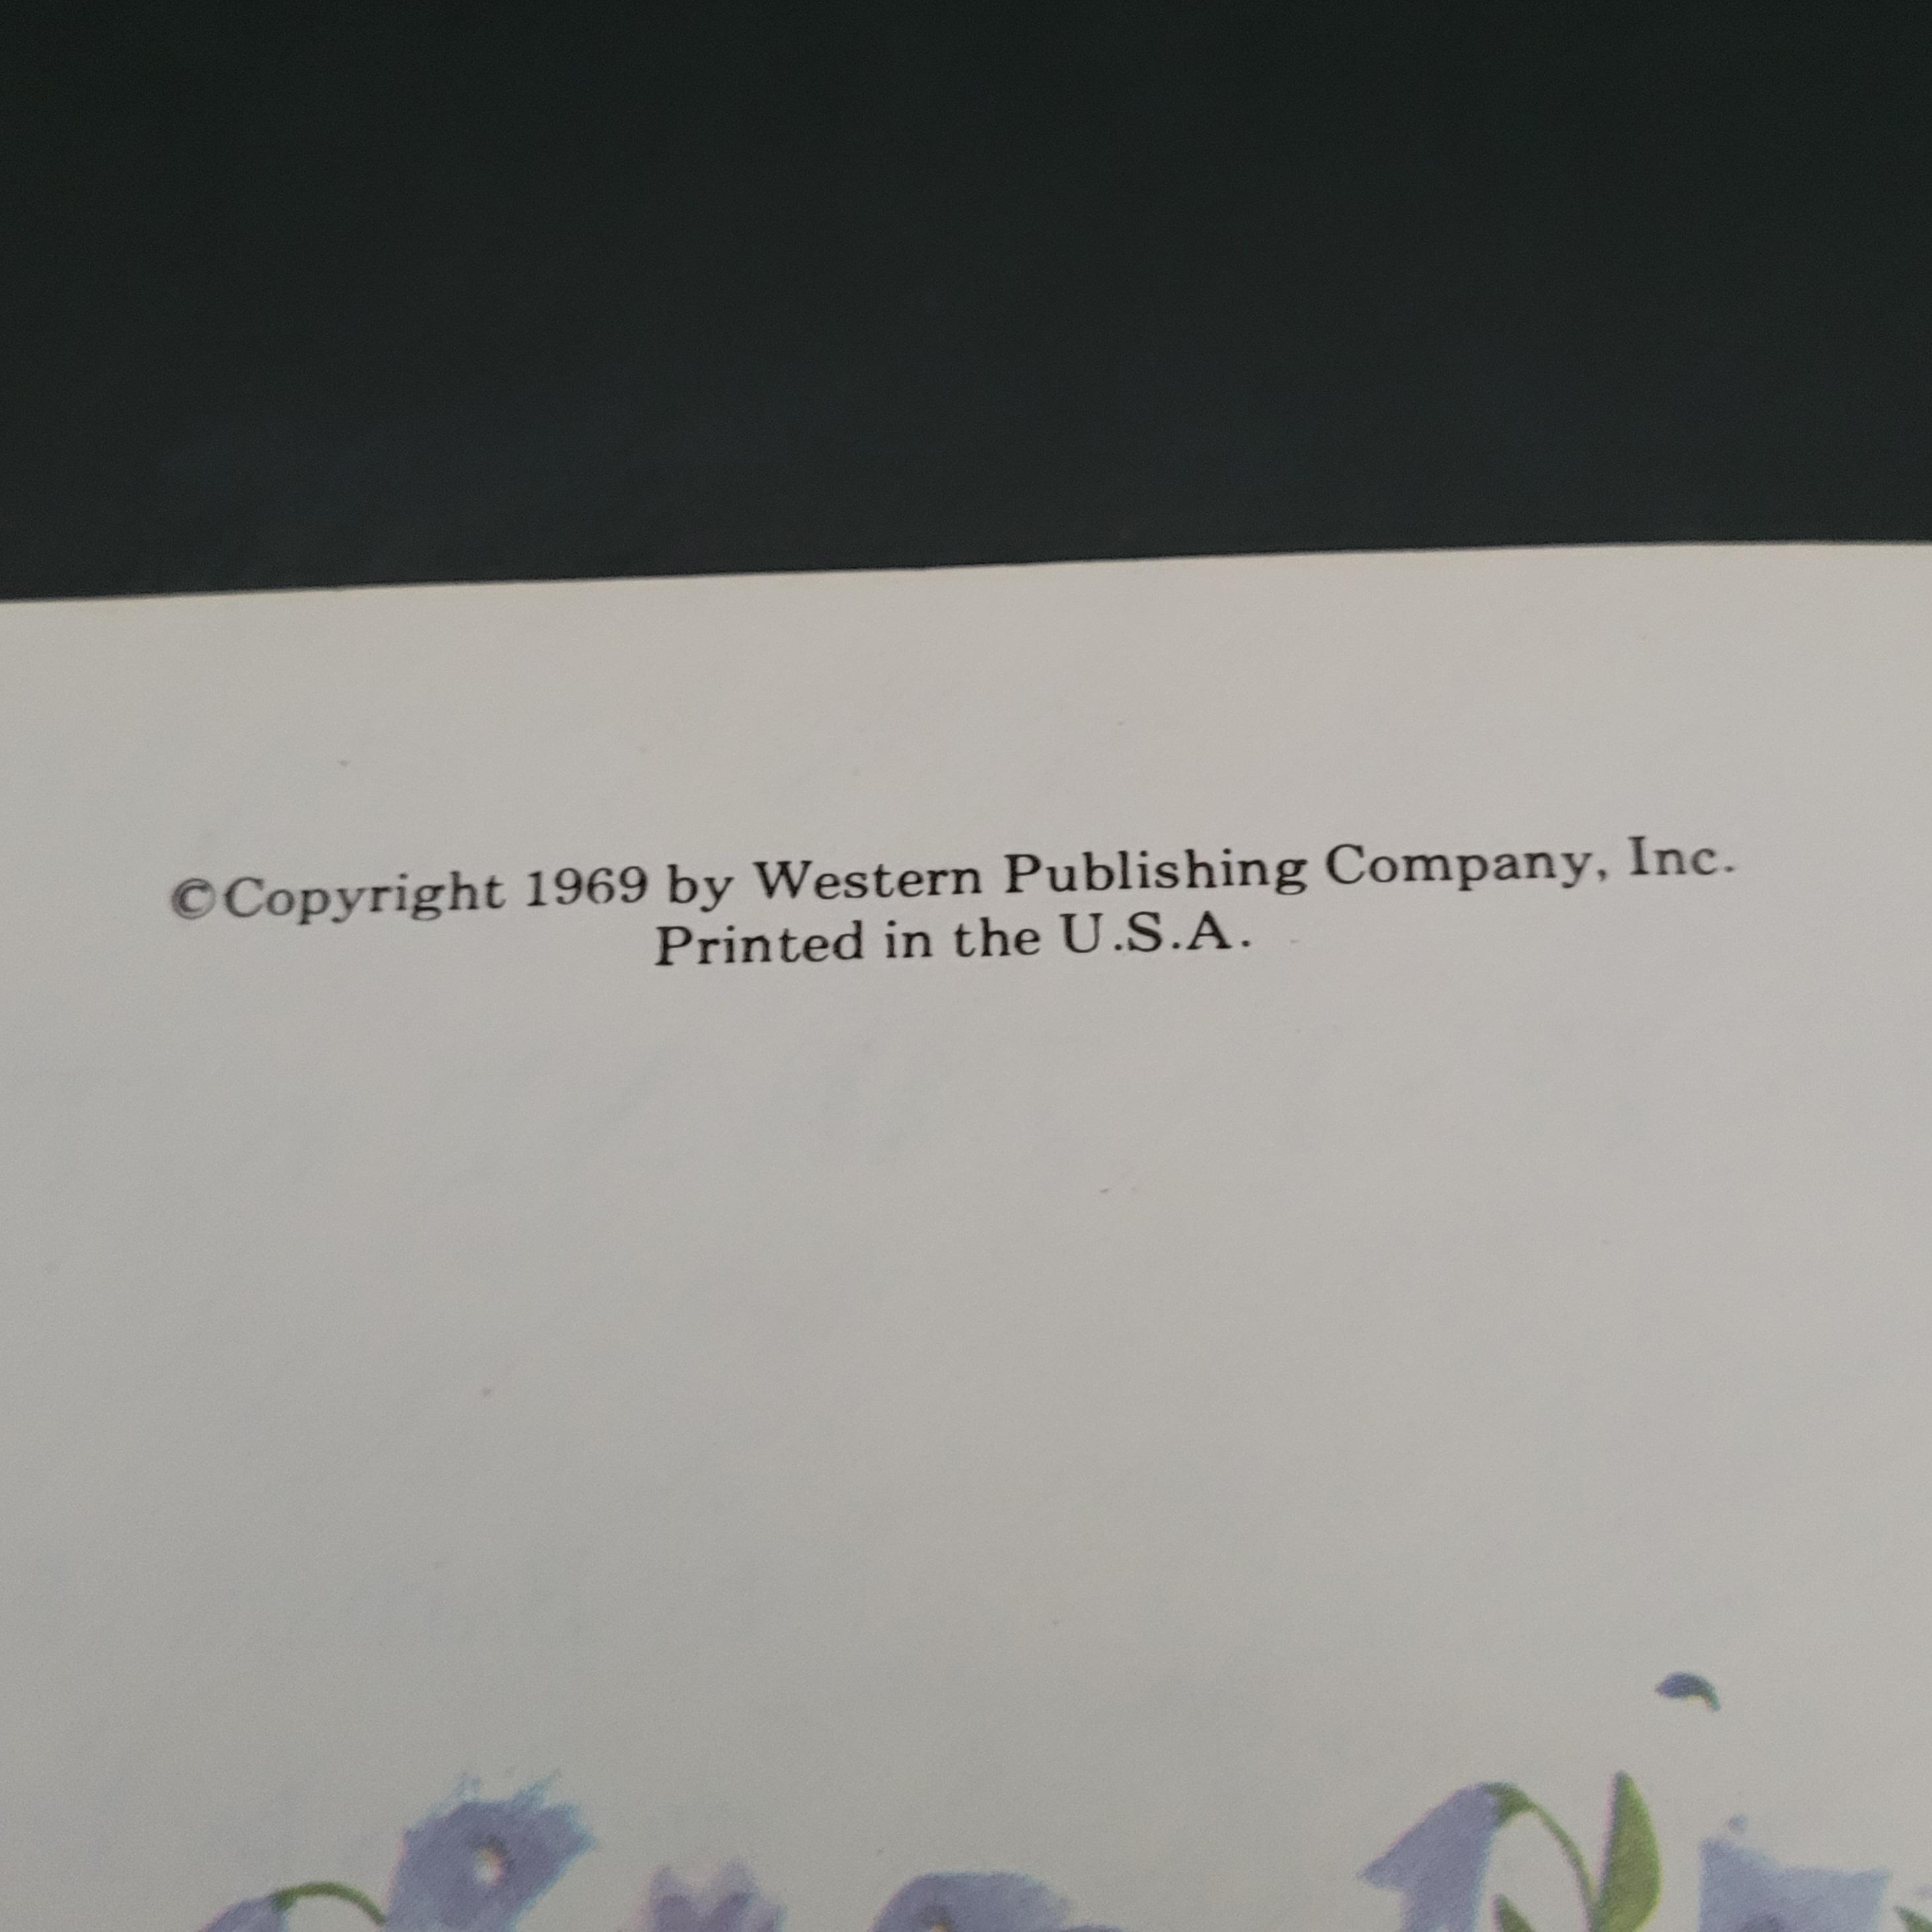 ©Copyright 1969 by Western Publishing Company, Inc.
Printed in the U.S.A.